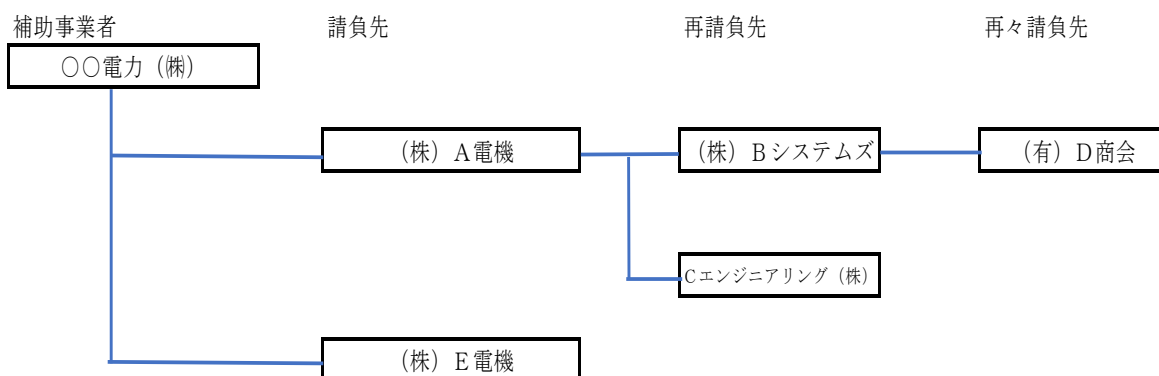 補助事業者　請負先　再請負先　再々請負先
〇〇電力（㈱）
（株）Ａ電機　（株）Ｂシステムズ　（有）Ｄ商会
Ｃエンジニアリング（株）
（株）Ｅ電機